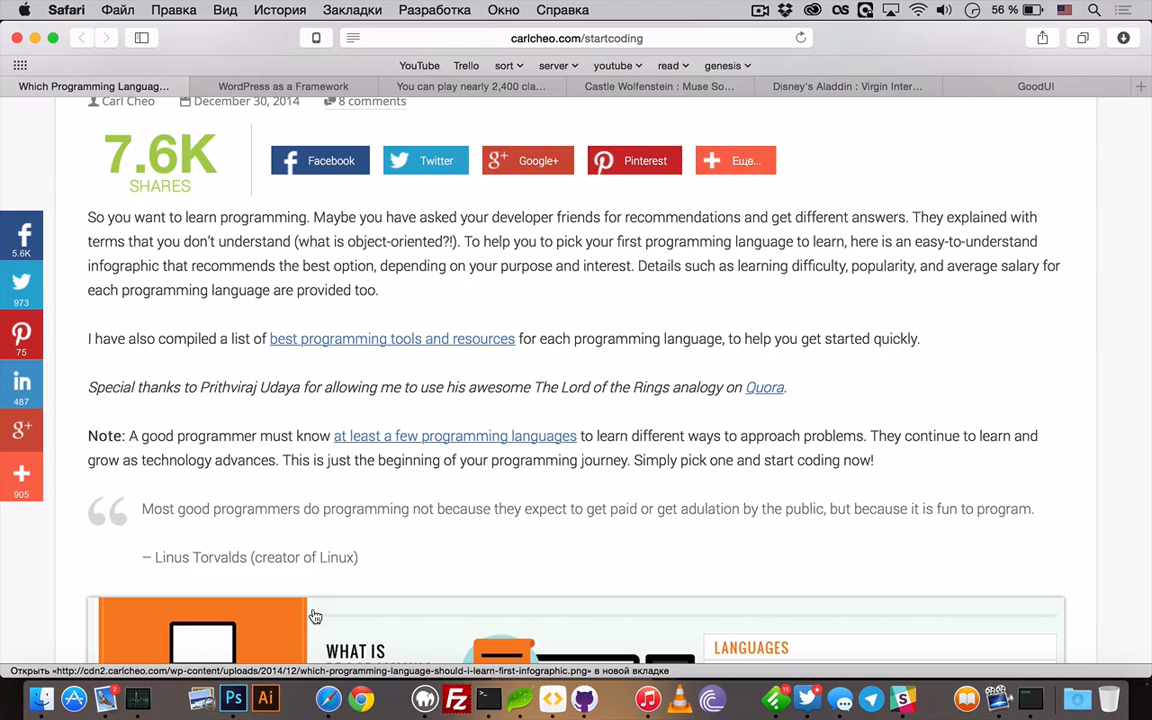 Safari Файл Правка Вид История Закладки Разработка Окно Справка 56 %
carlcheo.com/startcoding
YouTube Trello sort server youtube read genesis
Which Programming Languag... WordPress as a Framework You can play nearly 2,400 cla... Castle Wolfenstein : Muse So... Disney's Aladdin : Virgin Inter... GoodUI
Carl Cheo December 30, 2014 8 comments
7.6K
SHARES
Facebook Twitter Google+ Pinterest Еще...
5.6K
973
75
487
905
So you want to learn programming. Maybe you have asked your developer friends for recommendations and get different answers. They explained with
terms that you don't understand (what is object-oriented?!). To help you to pick your first programming language to learn, here is an easy-to-understand
infographic that recommends the best option, depending on your purpose and interest. Details such as learning difficulty, popularity, and average salary for
each programming language are provided too.
I have also compiled a list of best programming tools and resources for each programming language, to help you get started quickly.
Special thanks to Prithviraj Udaya for allowing me to use his awesome The Lord of the Rings analogy on Quora.
Note: A good programmer must know at least a few programming languages to learn different ways to approach problems. They continue to learn and
grow as technology advances. This is just the beginning of your programming journey. Simply pick one and start coding now!
Most good programmers do programming not because they expect to get paid or get adulation by the public, but because it is fun to program.
– Linus Torvalds (creator of Linux)
WHAT IS
LANGUAGES
Открыть «http://cdn2.carlcheo.com/wp-content/uploads/2014/12/which-programming-language-should-i-learn-first-infographic.png» в новой вкладке
Ps Ai Fz